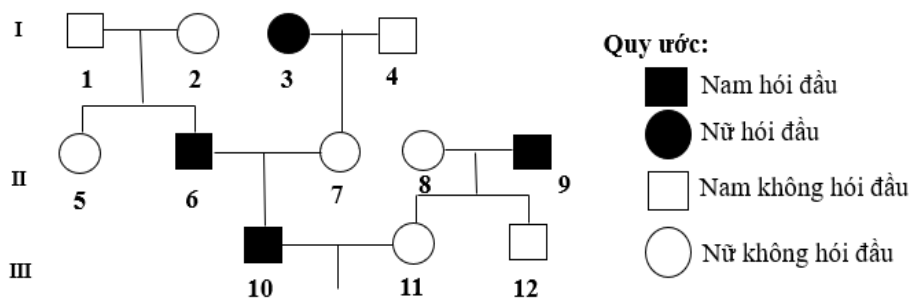 I
1 2 3 4
Quy ước:
Nam hói đầu
Nữ hói đầu
Nam không hói đầu
Nữ không hói đầu
II
5 6 7 8 9
III
10 11 12